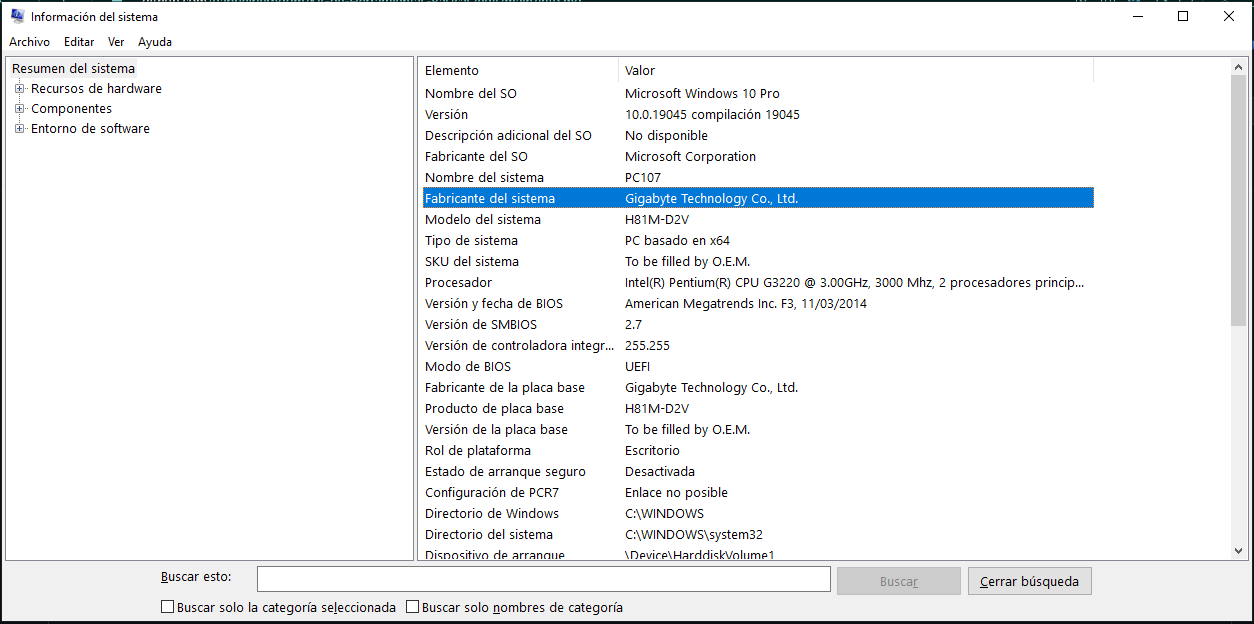 Información del sistema
Archivo Editar Ver Ayuda
Resumen del sistema
Recursos de hardware
Componentes
Entorno de software
Elemento Valor
Nombre del SO Microsoft Windows 10 Pro
Versión 10.0.19045 compilación 19045
Descripción adicional del SO No disponible
Fabricante del SO Microsoft Corporation
Nombre del sistema PC107
Fabricante del sistema Gigabyte Technology Co., Ltd.
Modelo del sistema H81M-D2V
Tipo de sistema PC basado en x64
SKU del sistema To be filled by O.E.M.
Procesador Intel(R) Pentium(R) CPU G3220 @ 3.00GHz, 3000 Mhz, 2 procesadores princip...
Versión y fecha de BIOS American Megatrends Inc. F3, 11/03/2014
Versión de SMBIOS 2.7
Versión de controladora integr... 255.255
Modo de BIOS UEFI
Fabricante de la placa base Gigabyte Technology Co., Ltd.
Producto de placa base H81M-D2V
Versión de la placa base To be filled by O.E.M.
Rol de plataforma Escritorio
Estado de arranque seguro Desactivada
Configuración de PCR7 Enlace no posible
Directorio de Windows C:\WINDOWS
Directorio del sistema C:\WINDOWS\system32
Dispositivo de arranque \Device\HarddiskVolume1
Buscar esto: Buscar Cerrar búsqueda
Buscar solo la categoría seleccionada Buscar solo nombres de categoría